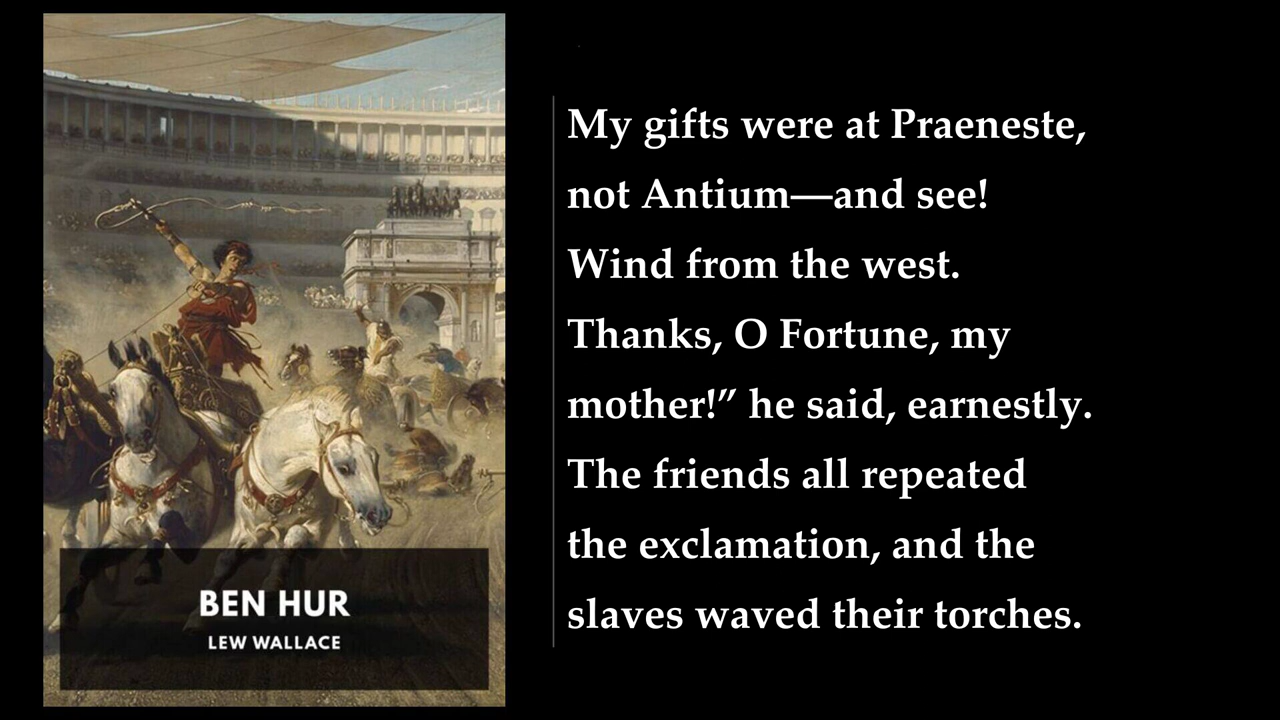 BEN HUR
LEW WALLACE
My gifts were at Praeneste,
not Antium—and see!
Wind from the west.
Thanks, O Fortune, my
mother!” he said, earnestly.
The friends all repeated
the exclamation, and the
slaves waved their torches.